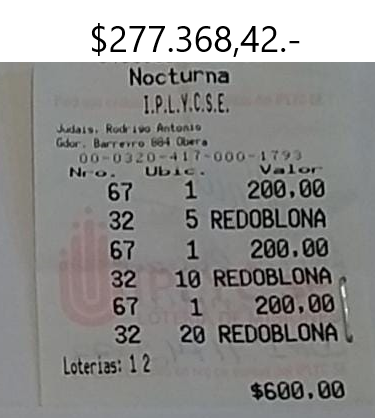 $277.368,42.-
Nocturna
I.P.L.Y.C.S.E.
Judais, Rodrigo Antonio
Gdor. Barreyro 684 Obera
00-0320-417-000-1793
Nro. Ubic. Valor
67 1 200,00
32 5 REDOBLONA
67 1 200,00
32 10 REDOBLONA
67 1 200,00
32 20 REDOBLONA
Loterias: 1 2
$600,00